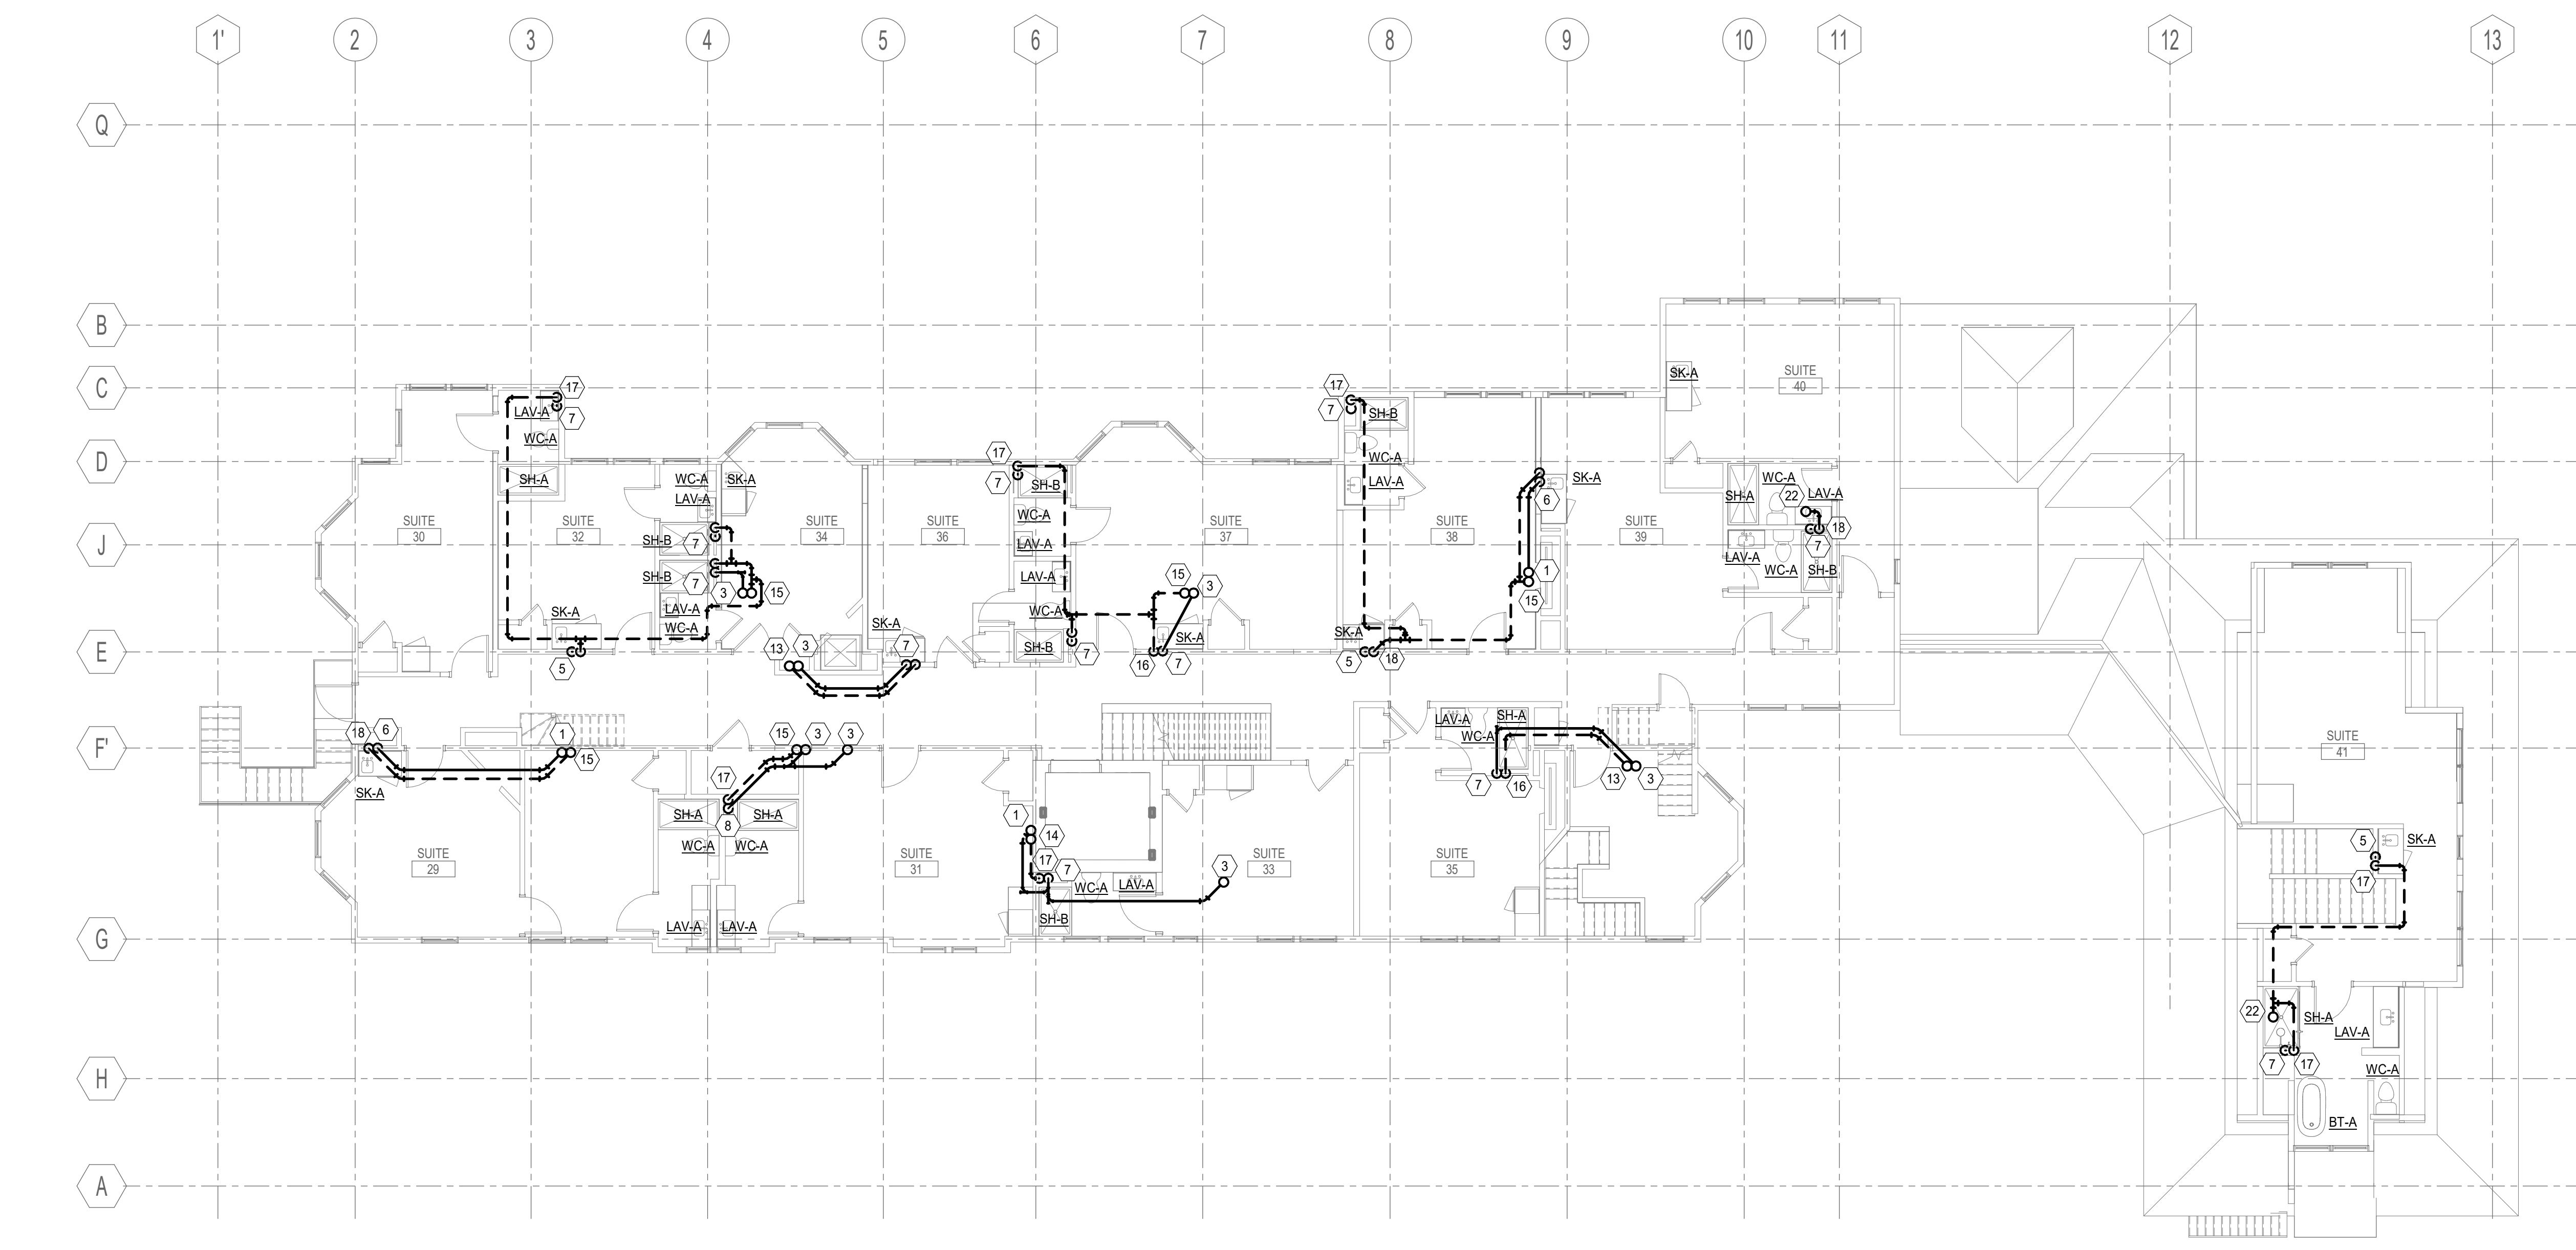 1'
2
3
4
5
6
7
8
9
10
11
12
13
Q
B
C
D
J
E
F'
G
H
A
17
LAV-A
7
WC-A
SH-A
SUITE
30
SUITE
32
SK-A
5
WC-A
LAV-A
SK-A
SH-B
7
SH-B
7
3
15
LAV-A
WC-A
SUITE
34
13
3
SK-A
7
SUITE
36
17
7
SH-B
WC-A
LAV-A
LAV-A
WC-A
SH-B
7
SUITE
37
15
3
SK-A
16
7
17
7
SH-B
WC-A
LAV-A
SK-A
5
18
SUITE
38
SK-A
6
1
15
SUITE
39
SK-A
SUITE
40
SH-A
WC-A
22
LAV-A
18
7
LAV-A
WC-A
SH-B
18
6
SK-A
1
15
SUITE
29
15
3
3
17
8
SH-A
SH-A
WC-A
WC-A
LAV-A
LAV-A
SUITE
31
1
14
17
7
WC-A
LAV-A
SH-B
3
SUITE
33
SUITE
35
LAV-A
SH-A
WC-A
7
16
13
3
SUITE
41
5
SK-A
17
22
SH-A
LAV-A
7
17
WC-A
BT-A